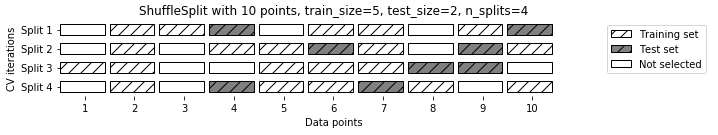 ShuffleSplit with 10 points, train_size=5, test_size=2, n_splits=4
CV iterations
Split 1
Split 2
Split 3
Split 4
1 2 3 4 5 6 7 8 9 10
Data points
Training set
Test set
Not selected